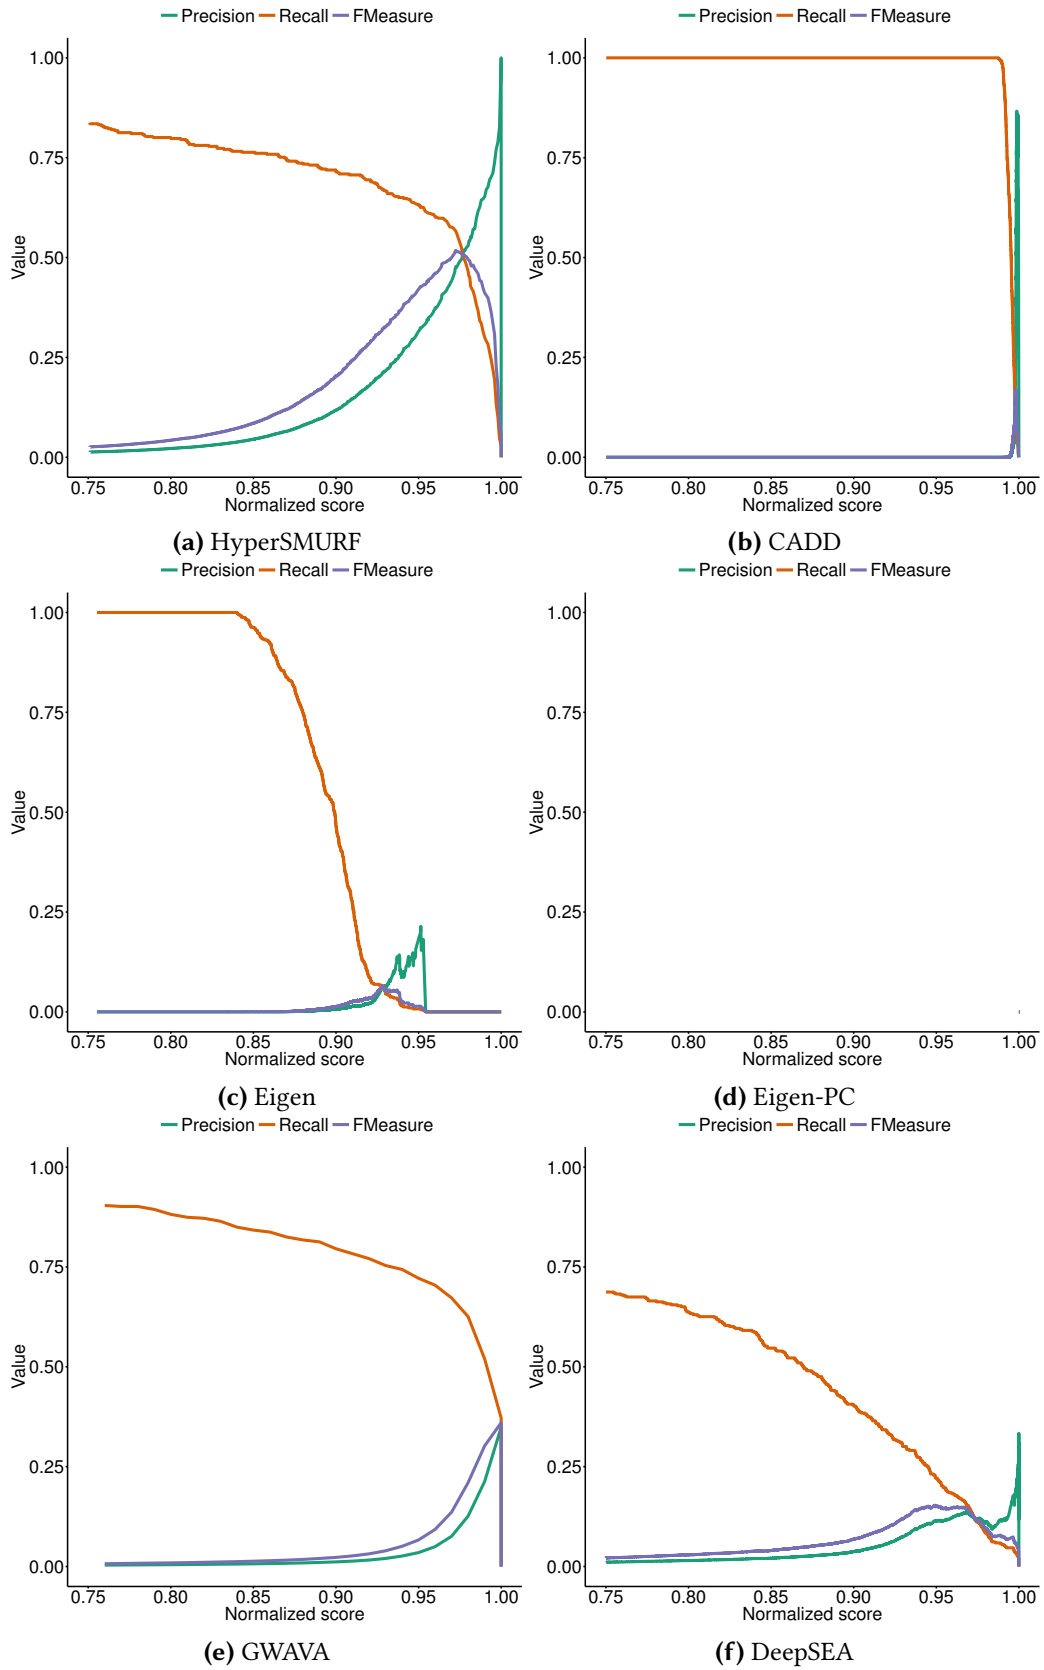 Precision Recall FMeasure
Precision Recall FMeasure
1.00
0.75
0.50
0.25
0.00
Value
0.75 0.80 0.85 0.90 0.95 1.00
Normalized score
1.00
0.75
0.50
0.25
0.00
Value
0.75 0.80 0.85 0.90 0.95 1.00
Normalized score
(a) HyperSMURF
(b) CADD
Precision Recall FMeasure
Precision Recall FMeasure
1.00
0.75
0.50
0.25
0.00
Value
0.75 0.80 0.85 0.90 0.95 1.00
Normalized score
1.00
0.75
0.50
0.25
0.00
Value
0.75 0.80 0.85 0.90 0.95 1.00
Normalized score
(c) Eigen
(d) Eigen-PC
Precision Recall FMeasure
Precision Recall FMeasure
1.00
0.75
0.50
0.25
0.00
Value
0.75 0.80 0.85 0.90 0.95 1.00
Normalized score
1.00
0.75
0.50
0.25
0.00
Value
0.75 0.80 0.85 0.90 0.95 1.00
Normalized score
(e) GWAVA
(f) DeepSEA